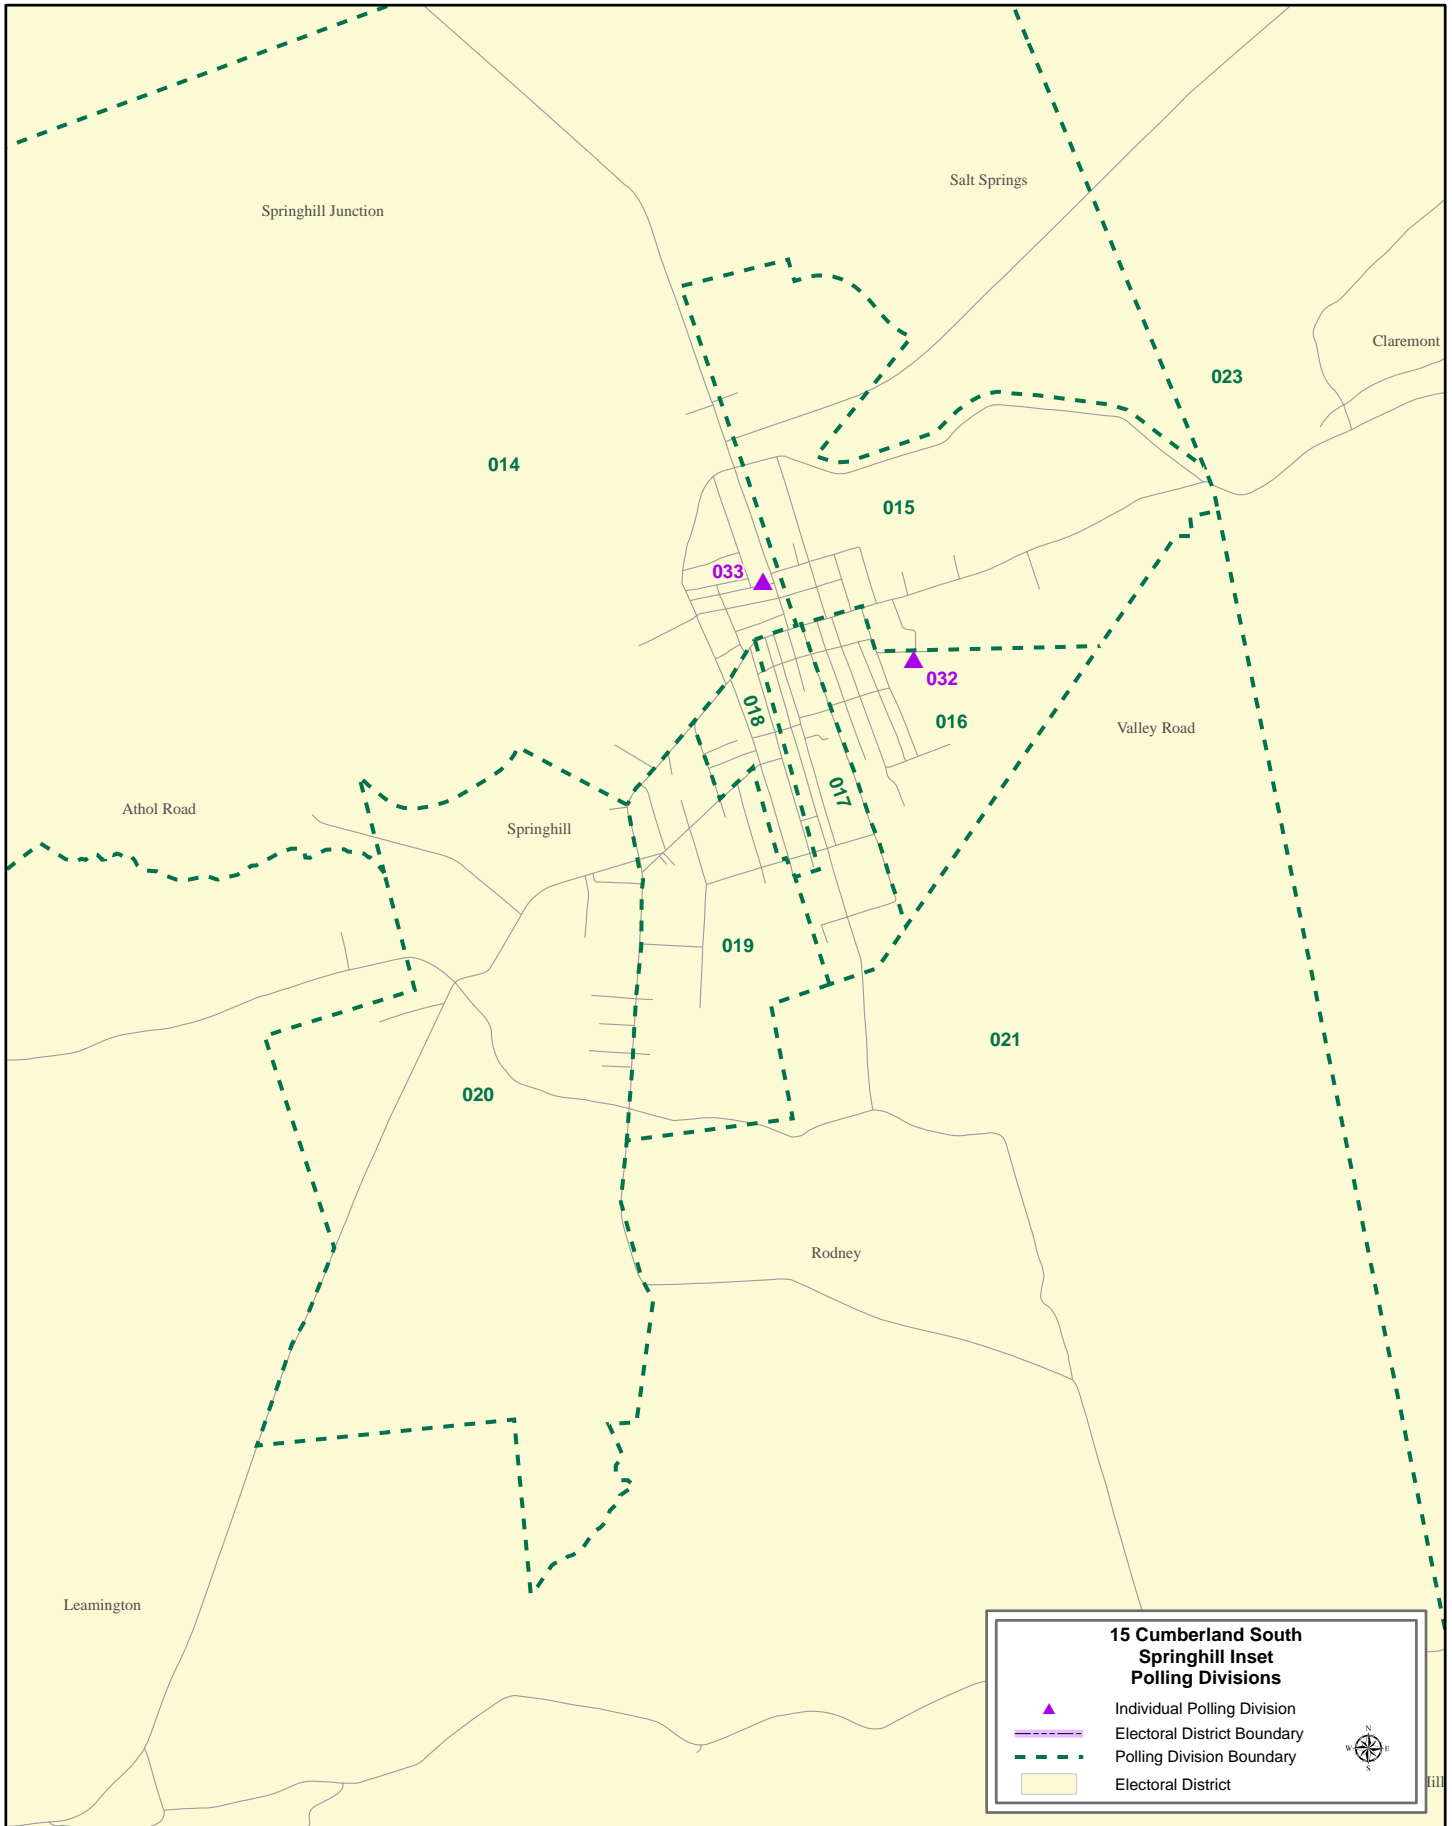 Salt Springs
Springhill Junction
Claremont
023
014
015
033
032
018
016
Valley Road
017
Athol Road
Springhill
019
021
020
Rodney
Leamington
15 Cumberland South
Springhill Inset
Polling Divisions
Individual Polling Division
Electoral District Boundary
Polling Division Boundary
Electoral District
N
W E
S